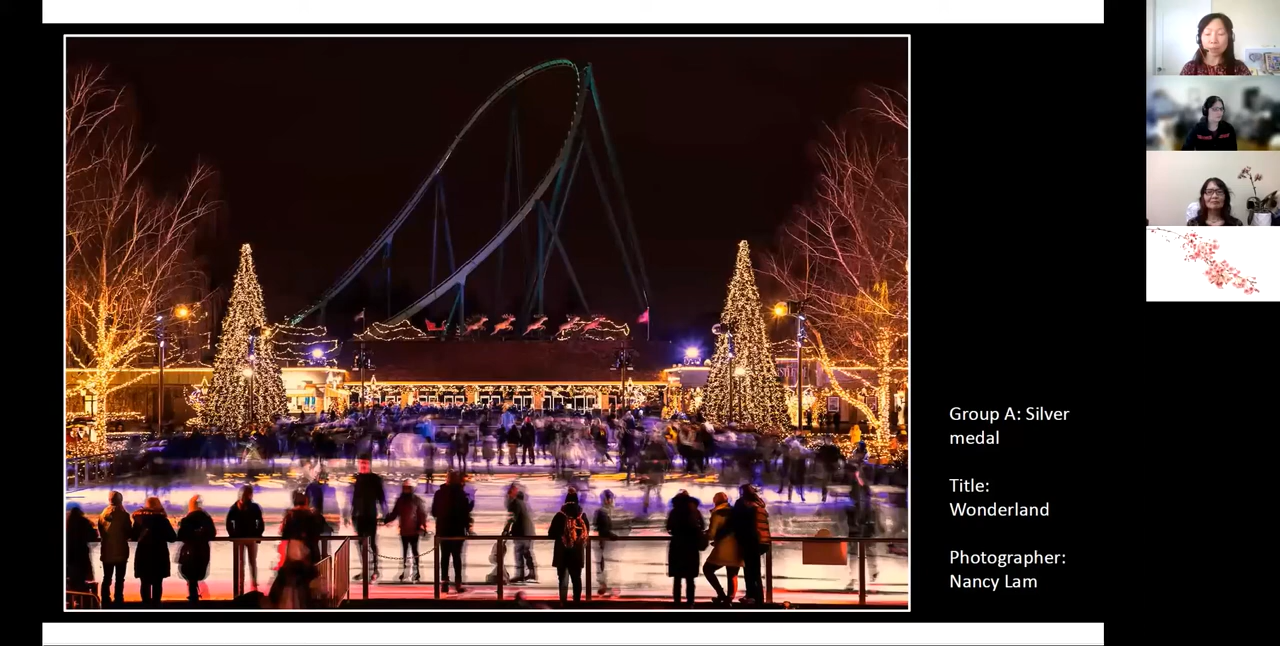 Group A: Silver
medal
Title:
Wonderland
Photographer:
Nancy Lam